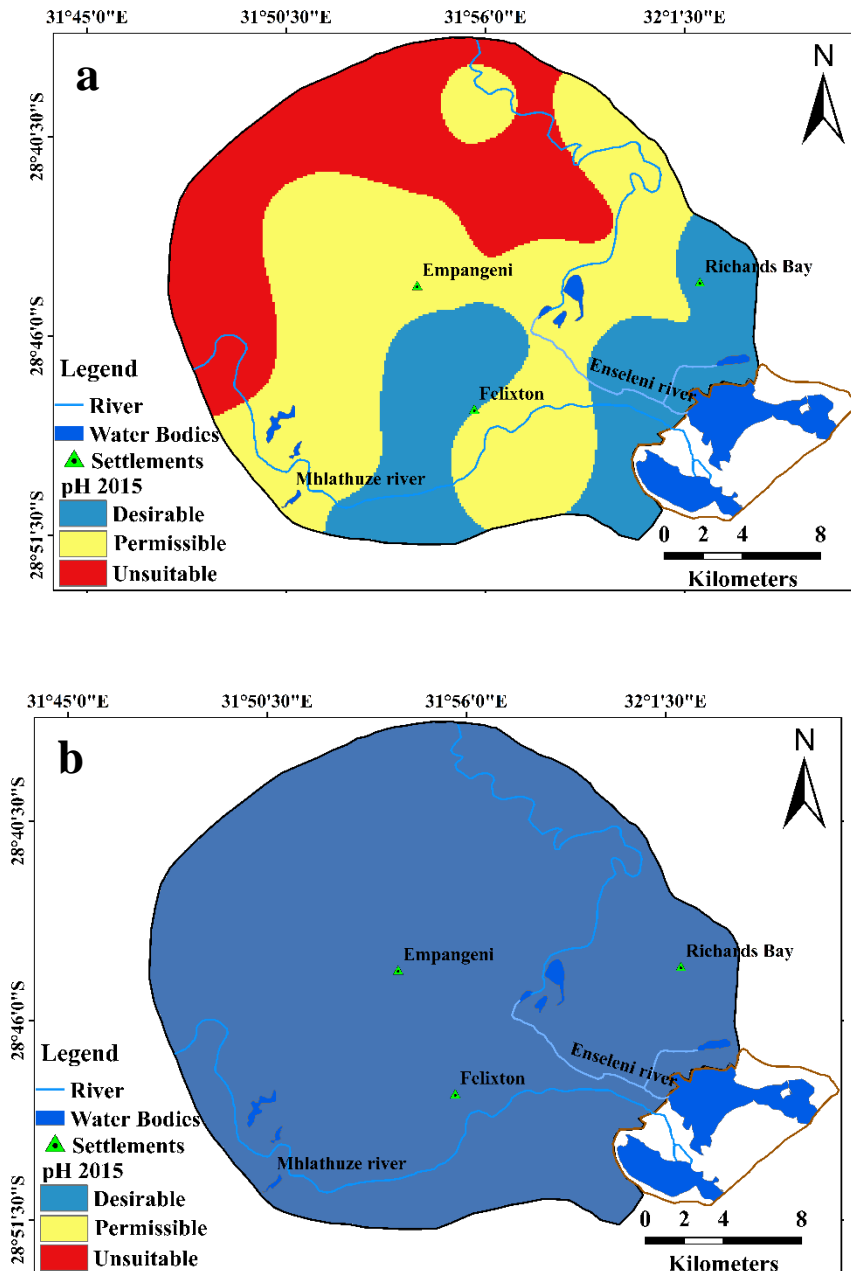 31°45'0"E 31°50'30"E 31°56'0"E 32°1'30"E
a
N
28°40'30"S
Empangeni
Richards Bay
28°46'0"S
Legend
Enseleni river
River
Felixton
Water Bodies
Settlements
Mhlathuze river
pH 2015
Desirable
0 2 4 8
28°51'30"S
Permissible
Unsuitable
Kilometers
31°45'0"E 31°50'30"E 31°56'0"E 32°1'30"E
b
N
28°40'30"S
Empangeni
Richards Bay
28°46'0"S
Legend
Enseleni river
River
Felixton
Water Bodies
Settlements
Mhlathuze river
pH 2015
Desirable
0 2 4 8
28°51'30"S
Permissible
Unsuitable
Kilometers